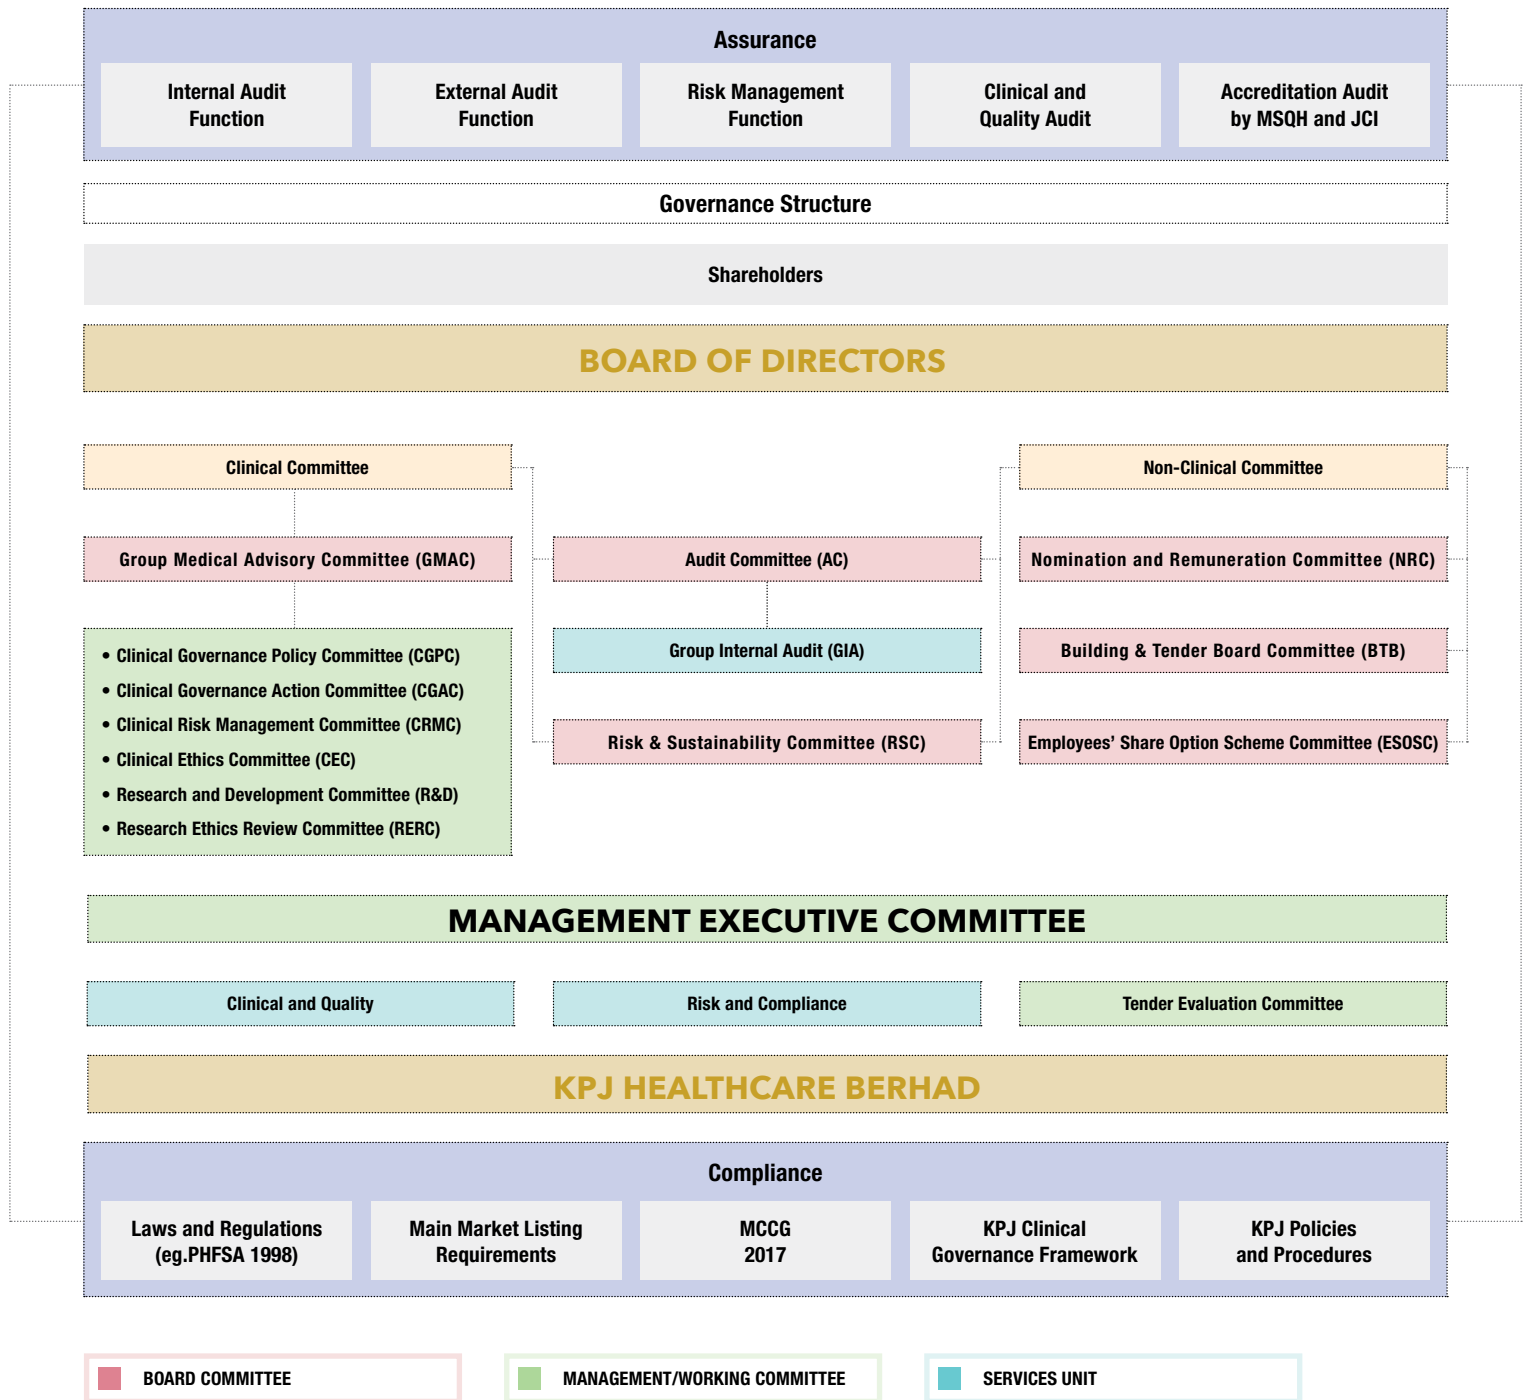 Assurance
Internal Audit
Function
External Audit
Function
Risk Management
Function
Clinical and
Quality Audit
Accreditation Audit
by MSQH and JCI
Governance Structure
Shareholders
BOARD OF DIRECTORS
Clinical Committee
Non-Clinical Committee
Group Medical Advisory Committee (GMAC)
Audit Committee (AC)
Nomination and Remuneration Committee (NRC)
• Clinical Governance Policy Committee (CGPC)
• Clinical Governance Action Committee (CGAC)
• Clinical Risk Management Committee (CRMC)
• Clinical Ethics Committee (CEC)
• Research and Development Committee (R&D)
• Research Ethics Review Committee (RERC)
Group Internal Audit (GIA)
Building & Tender Board Committee (BTB)
Risk & Sustainability Committee (RSC)
Employees' Share Option Scheme Committee (ESOSC)
MANAGEMENT EXECUTIVE COMMITTEE
Clinical and Quality
Risk and Compliance
Tender Evaluation Committee
KPJ HEALTHCARE BERHAD
Compliance
Laws and Regulations
(eg.PHFSA 1998)
Main Market Listing
Requirements
MCCG
2017
KPJ Clinical
Governance Framework
KPJ Policies
and Procedures
BOARD COMMITTEE
MANAGEMENT/WORKING COMMITTEE
SERVICES UNIT